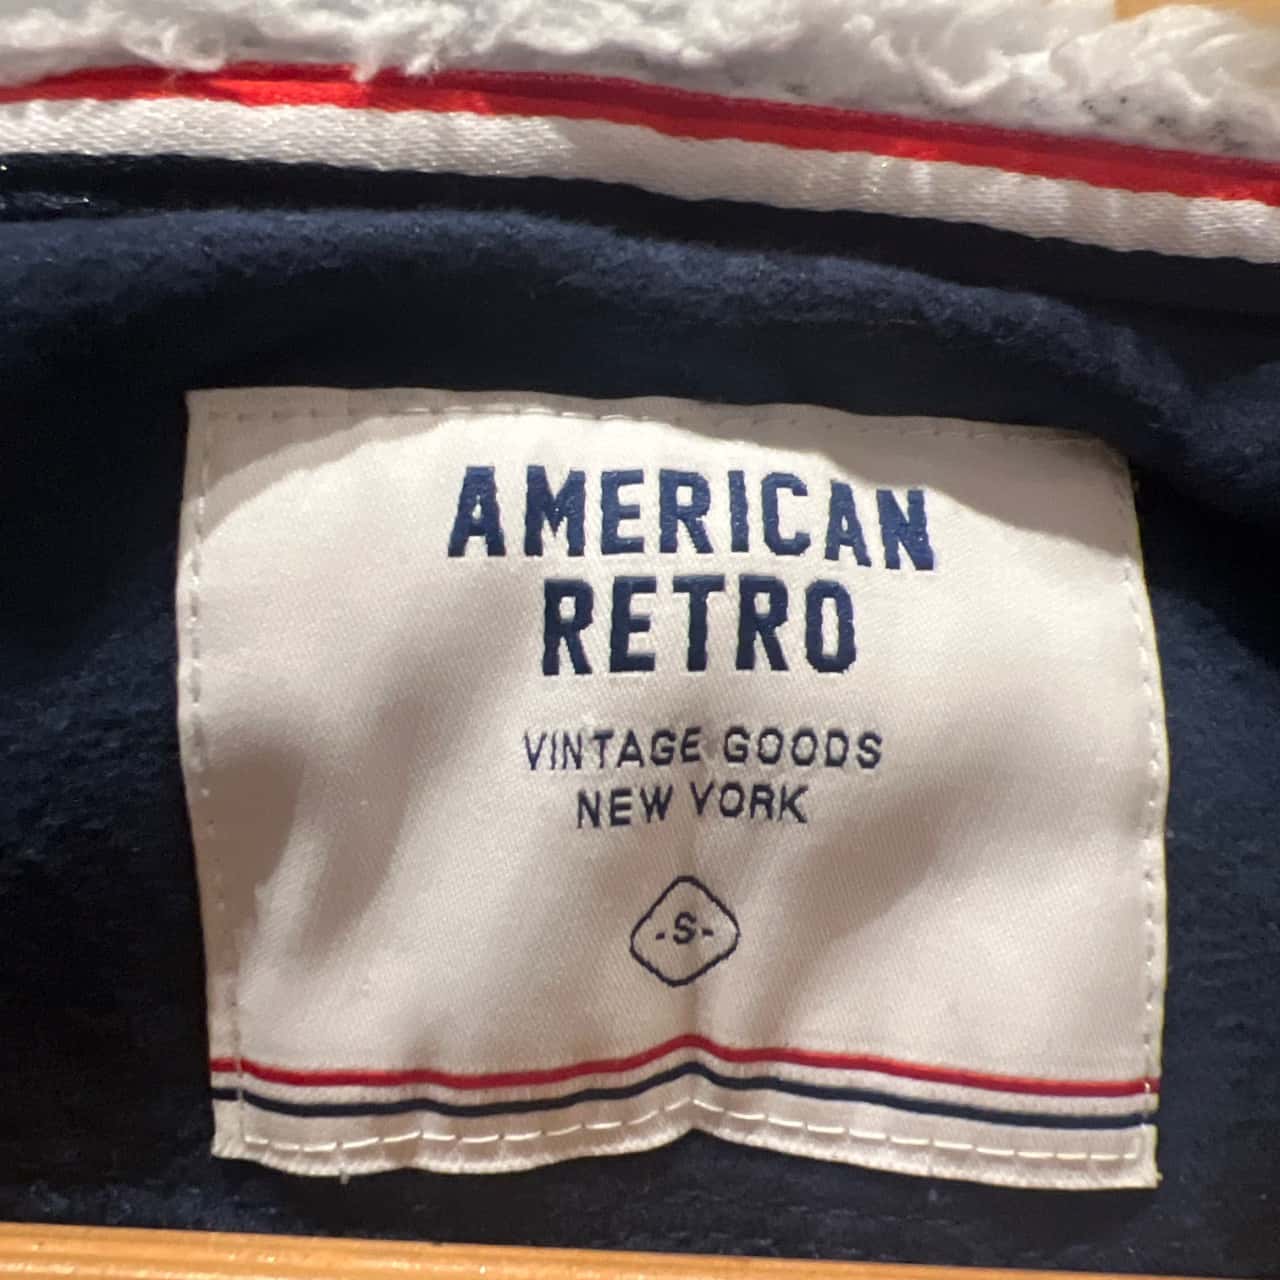 AMERICAN
RETRO
VINTAGE GOODS
NEW YORK
-S-